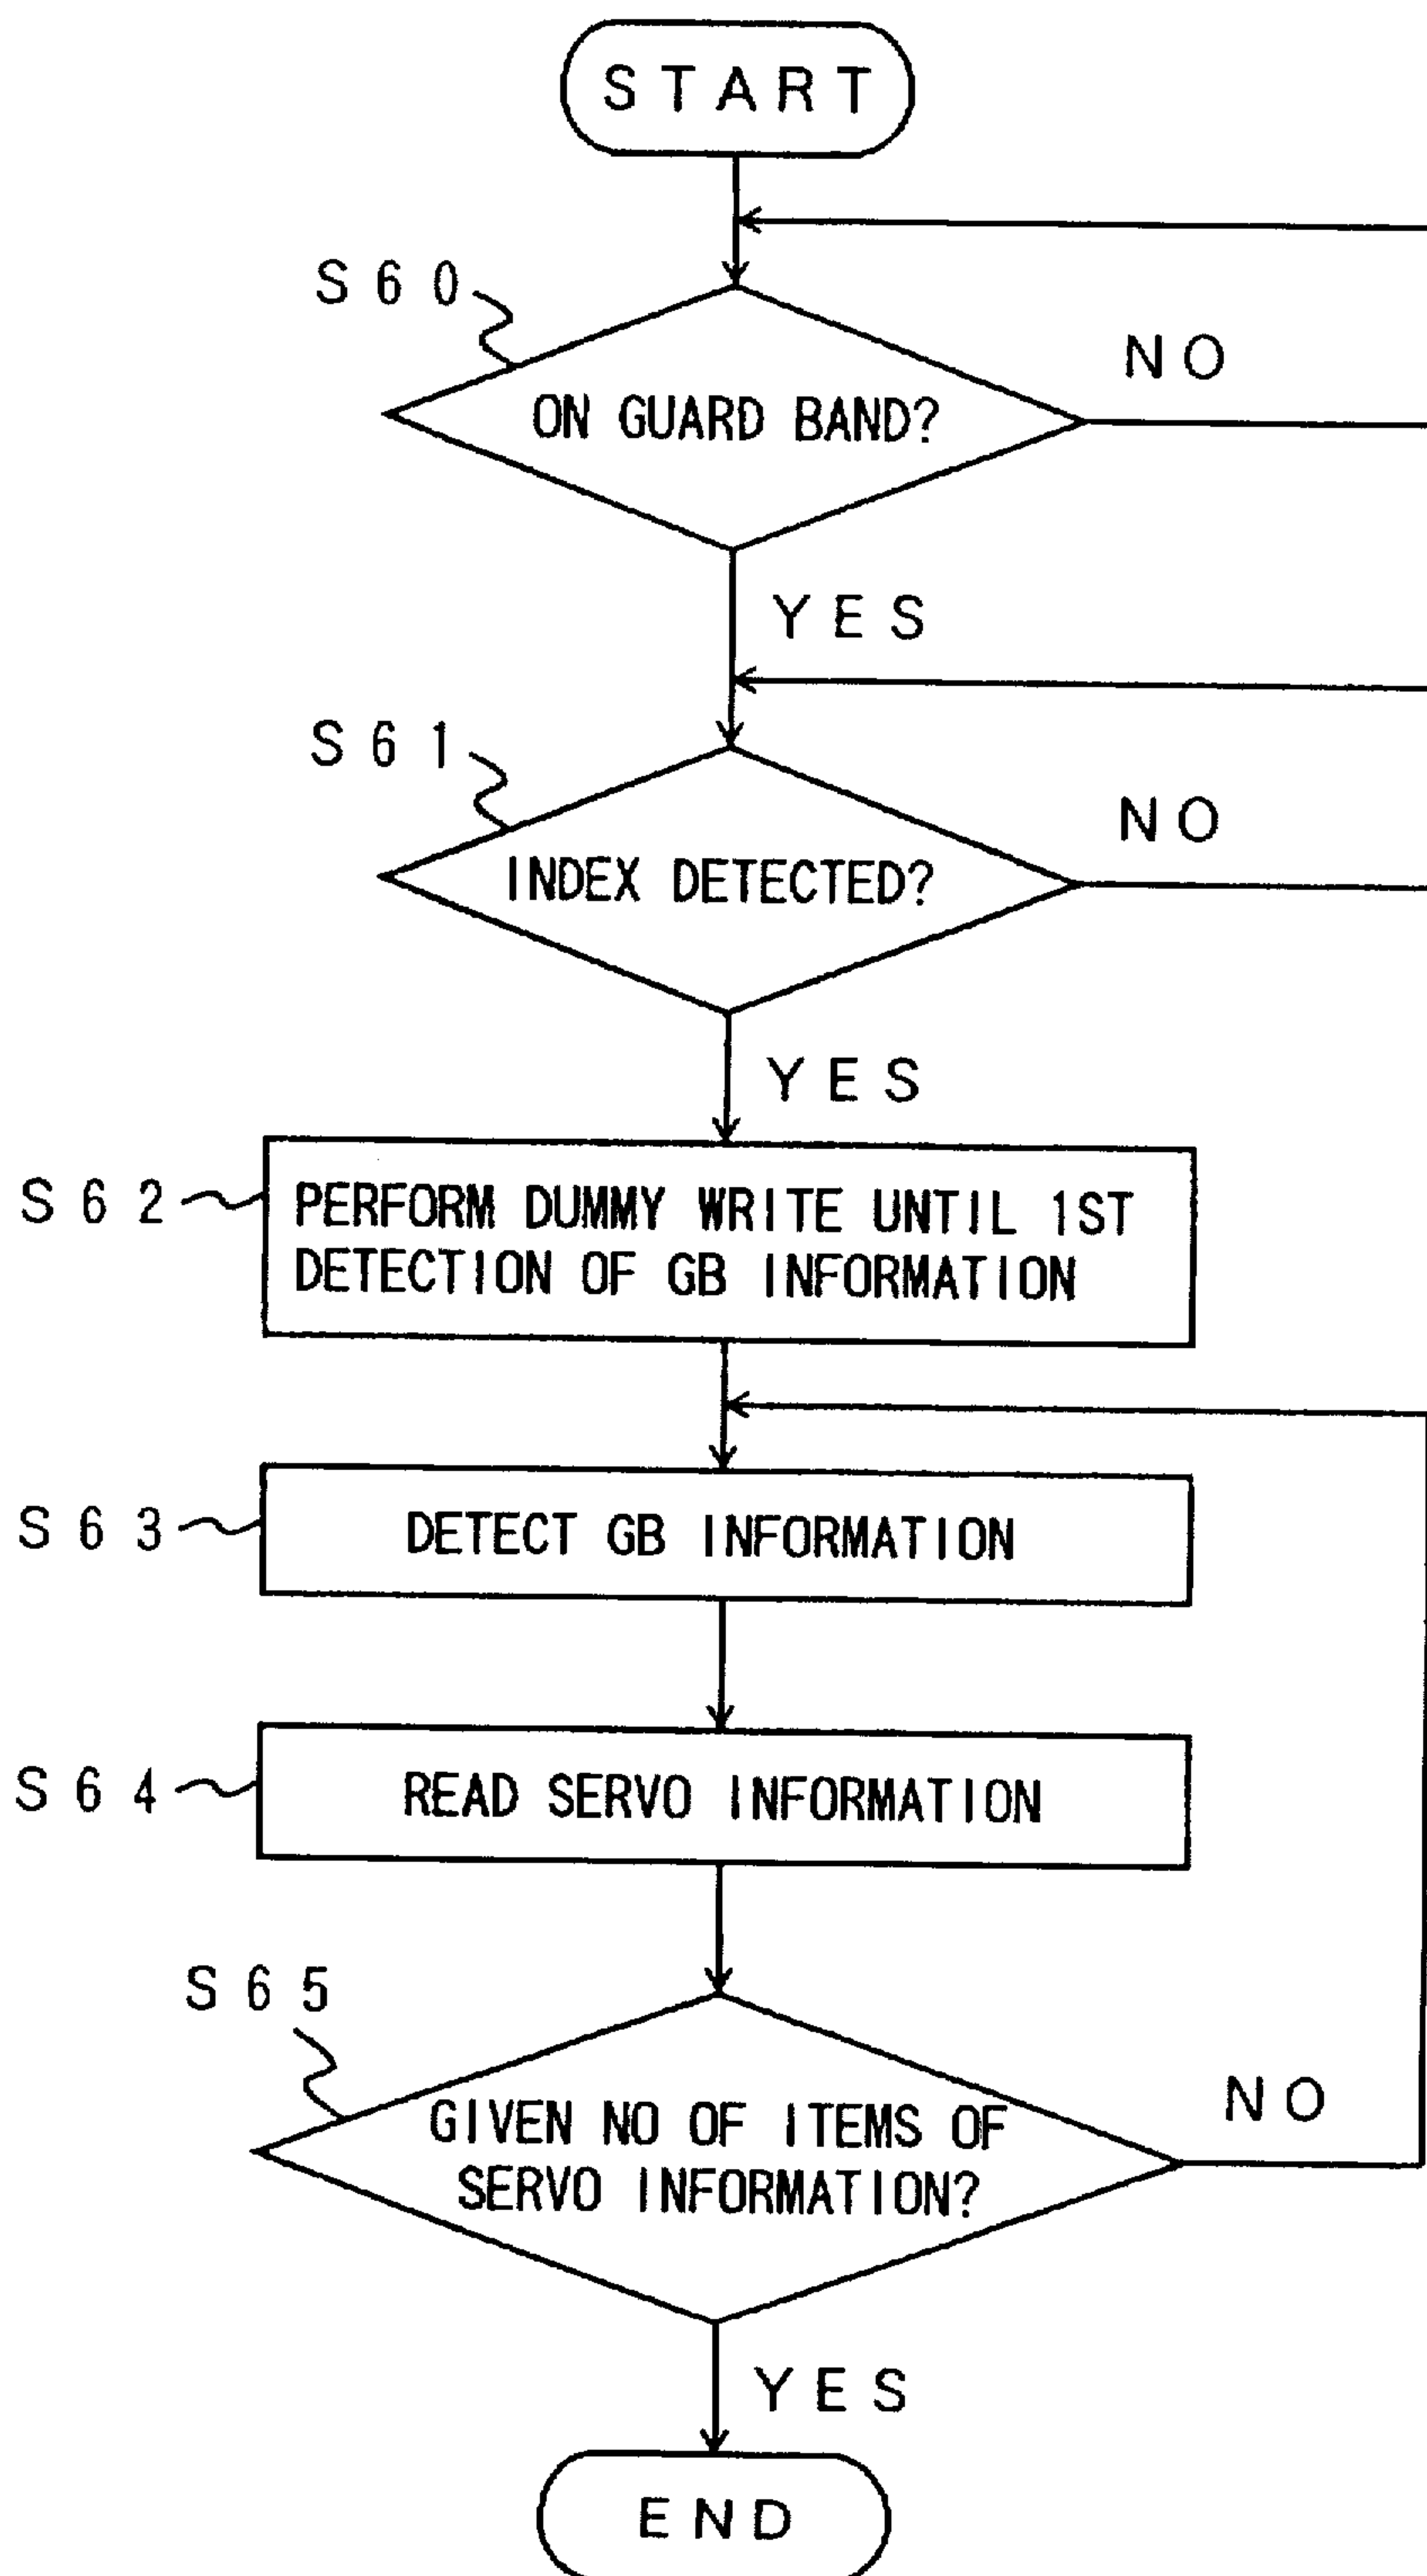 START
S60
ON GUARD BAND?
NO
YES
S61
INDEX DETECTED?
NO
YES
S62
PERFORM DUMMY WRITE UNTIL 1ST
DETECTION OF GB INFORMATION
S63
DETECT GB INFORMATION
S64
READ SERVO INFORMATION
S65
GIVEN NO OF ITEMS OF
SERVO INFORMATION?
NO
YES
END